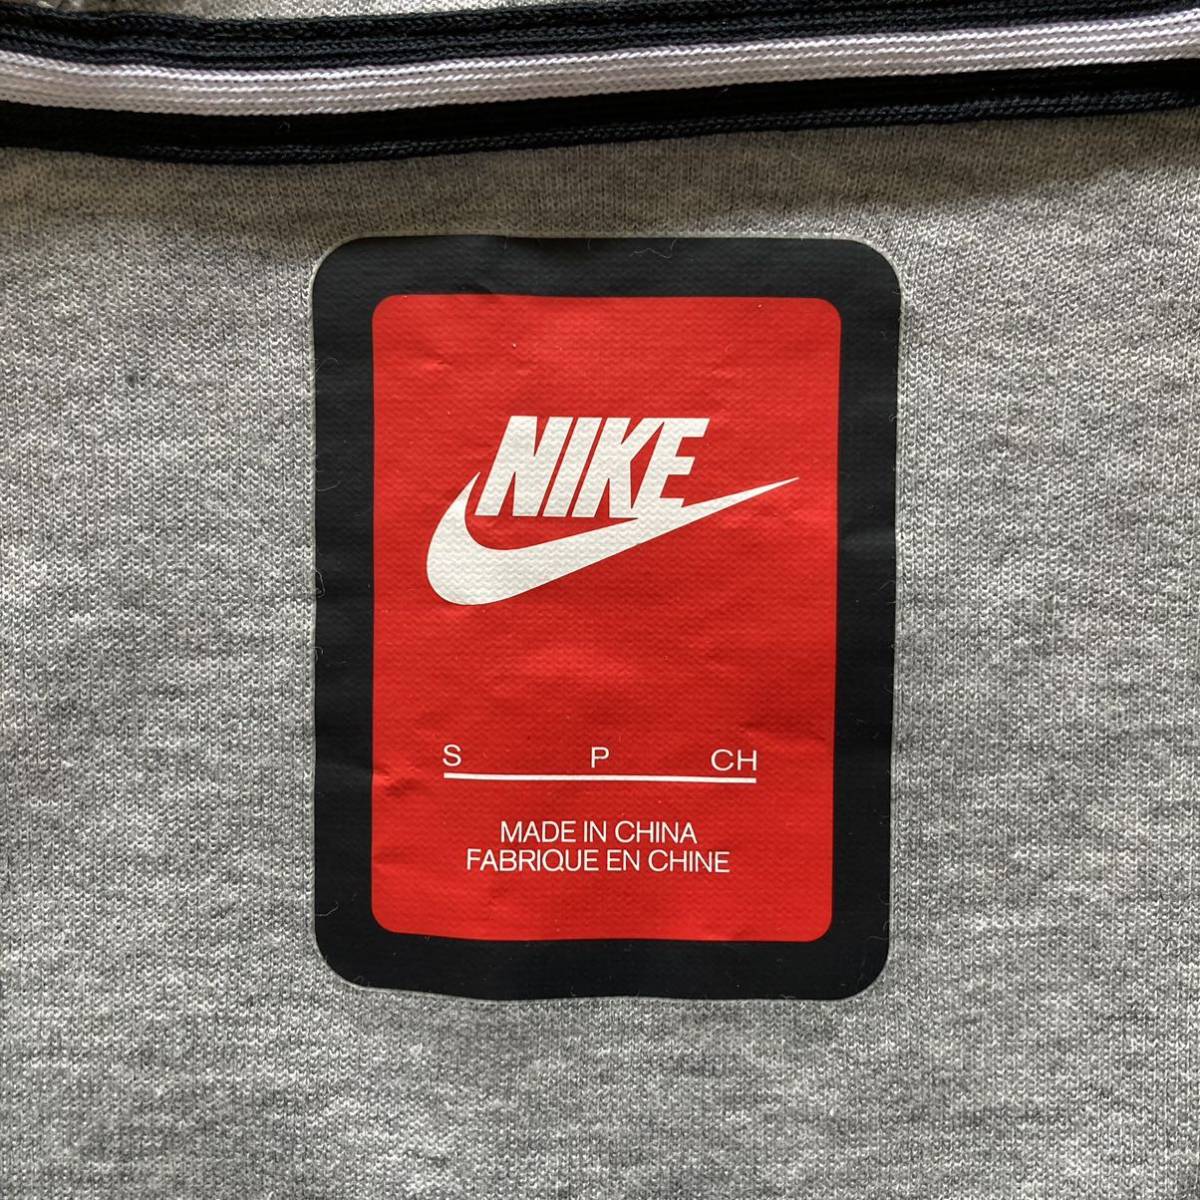 NIKE
S P CH
MADE IN CHINA
FABRIQUE EN CHINE